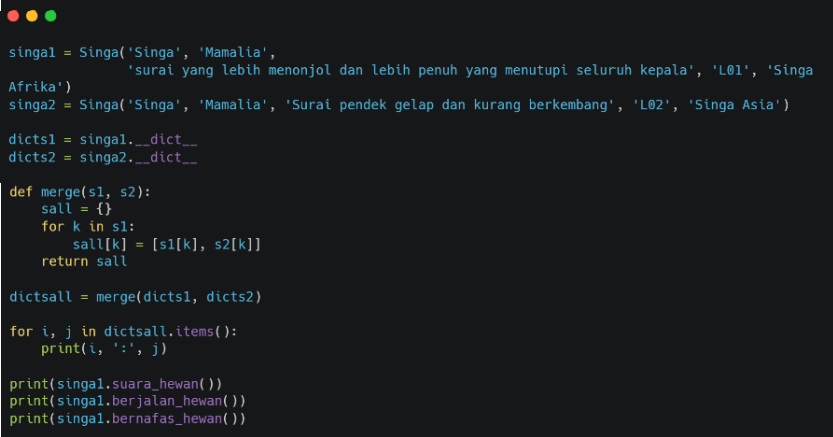 singa1 = Singa('Singa', 'Mamalia',
               'surai yang lebih menonjol dan lebih penuh yang menutupi seluruh kepala', 'L01', 'Singa
Afrika')
singa2 = Singa('Singa', 'Mamalia', 'Surai pendek gelap dan kurang berkembang', 'L02', 'Singa Asia')

dicts1 = singa1.__dict__
dicts2 = singa2.__dict__

def merge(s1, s2):
    sall = {}
    for k in s1:
        sall[k] = [s1[k], s2[k]]
    return sall

dictsall = merge(dicts1, dicts2)

for i, j in dictsall.items():
    print(i, ':', j)

print(singa1.suara_hewan())
print(singa1.berjalan_hewan())
print(singa1.bernafas_hewan())